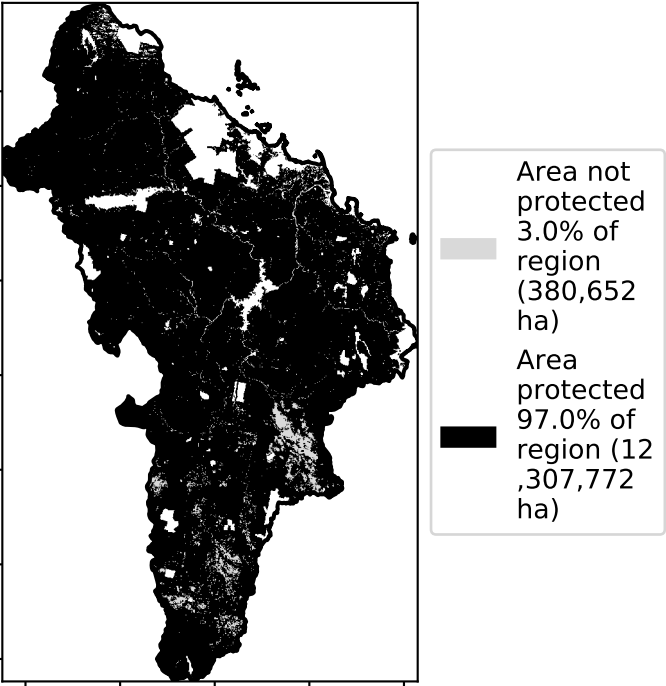 Area not
protected
3.0% of
region
(380,652
ha)
Area
protected
97.0% of
region (12
,307,772
ha)